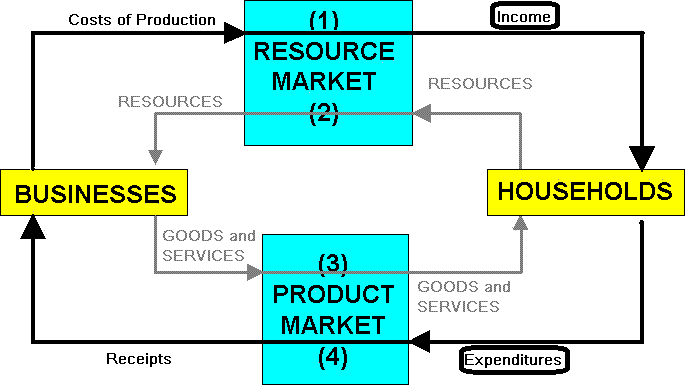 Costs of Production
(1)
Income
RESOURCE
MARKET
(2)
RESOURCES
RESOURCES
BUSINESSES
HOUSEHOLDS
GOODS and
SERVICES
(3)
PRODUCT
MARKET
(4)
GOODS and
SERVICES
Receipts
Expenditures